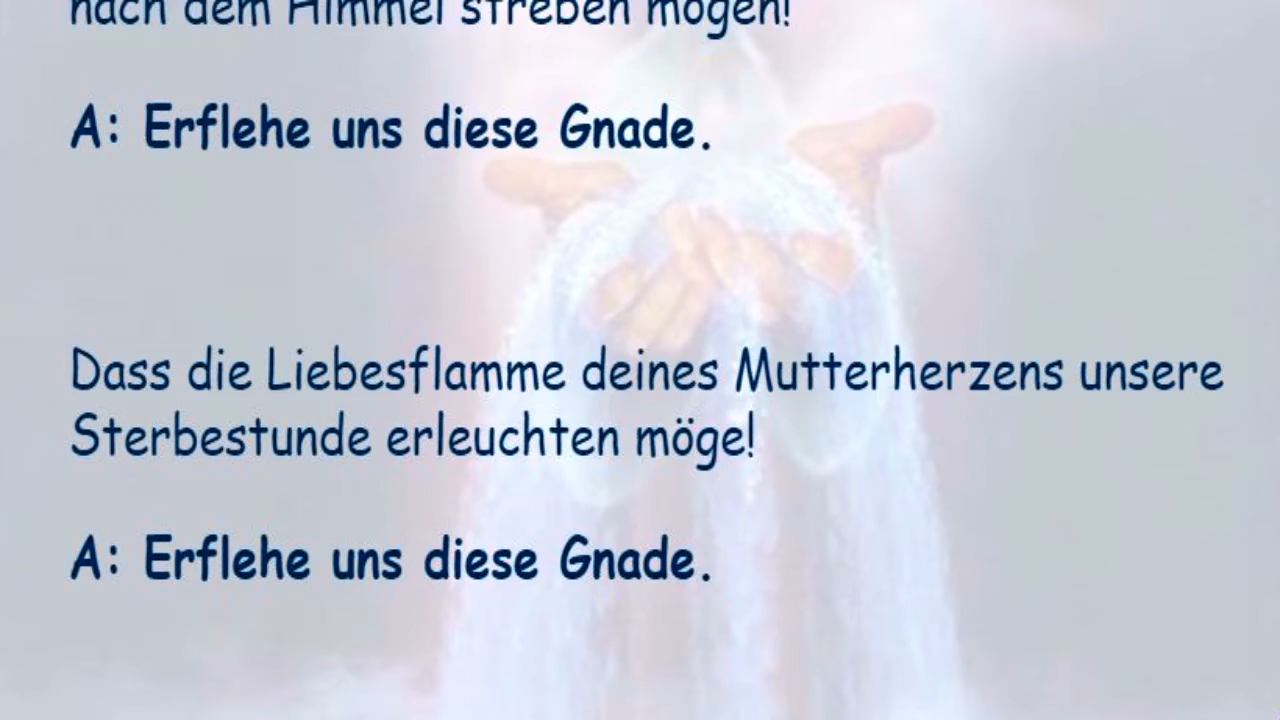 nach dem Himmel streben mögen!
A: Erflehe uns diese Gnade.
Dass die Liebesflamme deines Mutterherzens unsere
Sterbestunde erleuchten möge!
A: Erflehe uns diese Gnade.